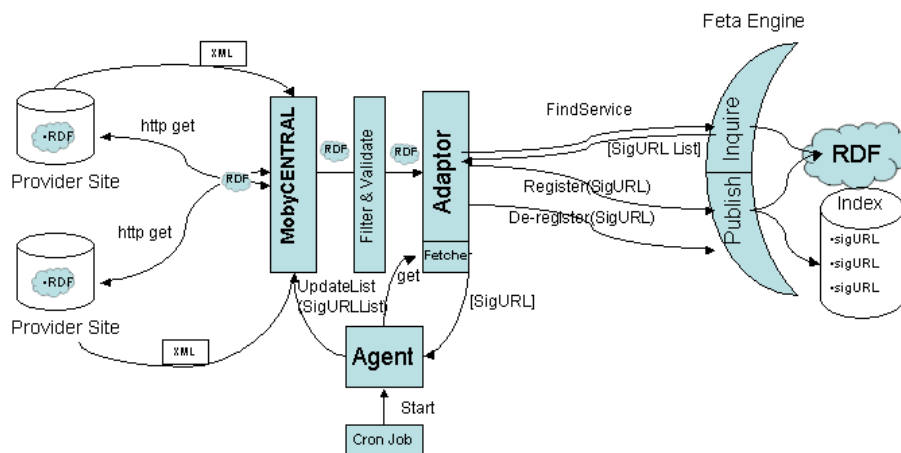 Feta Engine
XML
•RDF
http get
Provider Site
RDF
MobyCENTRAL
RDF
Filter & Validate
RDF
Adaptor
Fetcher
FindService
[SigURL List]
Register(SigURL)
De-register(SigURL)
Inquire
Publish
RDF
Index
•sigURL
•sigURL
•sigURL
http get
•RDF
Provider Site
XML
UpdateList
(SigURLList)
get
[SigURL]
Agent
Start
Cron Job